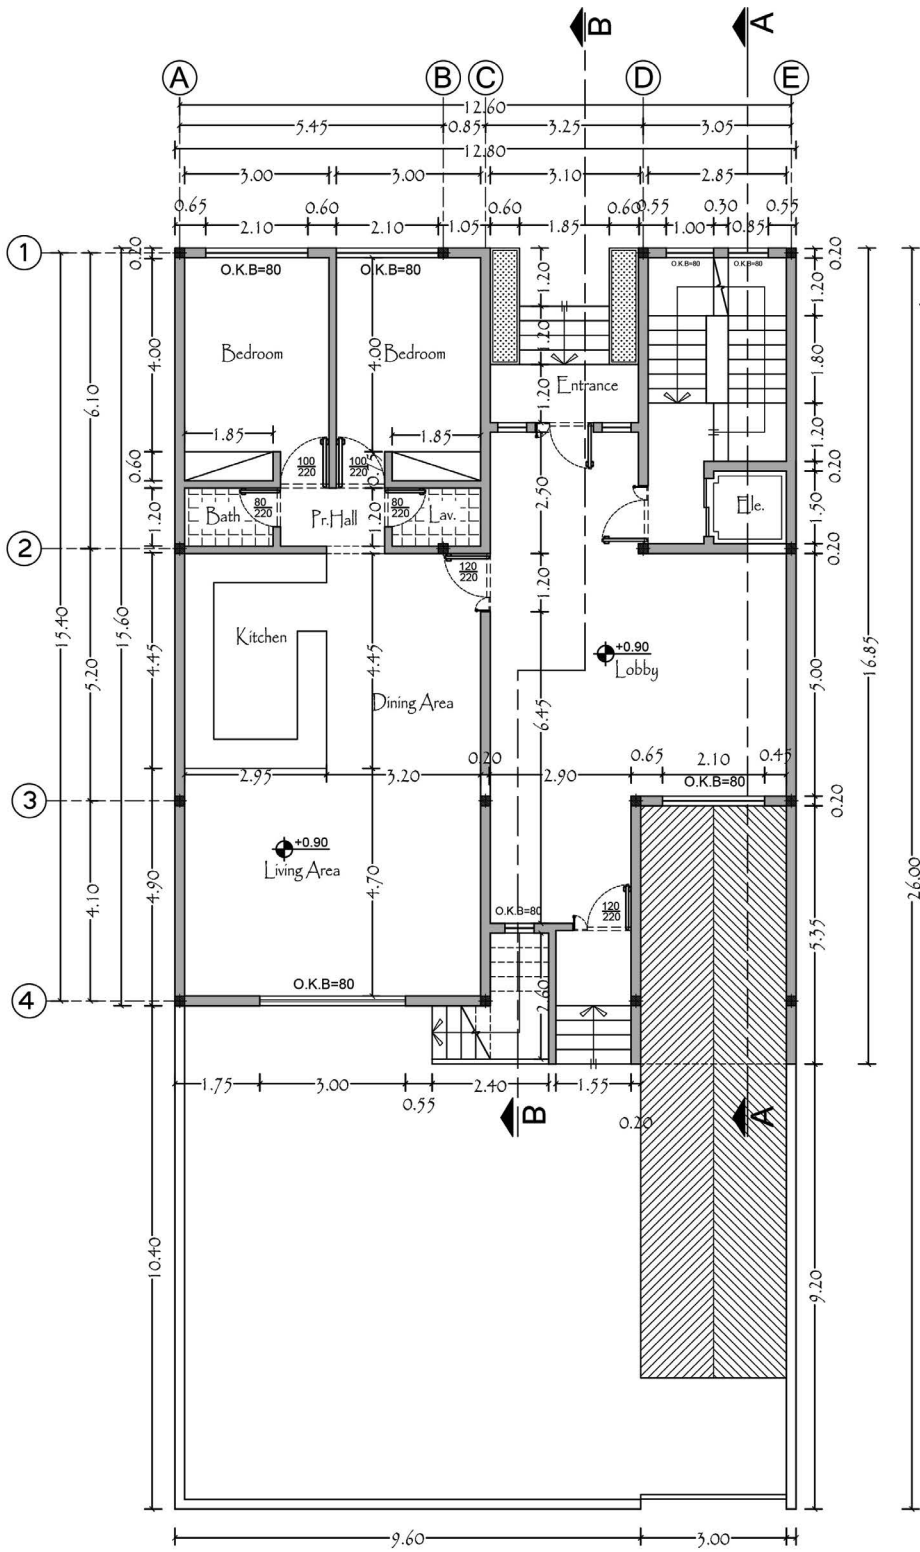 B A
A B C D E
12.60
5.45 0.85 3.25 3.05
12.80
3.00 3.00 3.10 2.85
0.65 0.60 0.60 0.60 0.55 0.30 0.55
2.10 2.10 1.05 1.85 1.00 0.85
1
0.20 0.20
O.K.B=80 O.K.B=80 O.K.B=80 O.K.B=80
1.20 1.20
4.00 Bedroom 4.00 Bedroom 1.20 1.80
6.10 Entrance
1.20
1.85 1.85 1.20
0.60 100/220 100/220 0.20
2.50
80/220 80/220 Ele. 1.50
1.20 Bath Pr.Hall 1.20 Lav.
2 0.20
120/220 1.20
15.40 15.60 16.85
Kitchen +0.90
Lobby
5.20 4.45 4.45 5.00
Dining Area 6.45
0.20 0.65 2.10 0.45
2.95 3.20 2.90 O.K.B=80
3 0.20
+0.90
Living Area
4.10 4.90 4.70 26.00
O.K.B=80 120/220
5.35
O.K.B=80
4 2.60
1.75 3.00 2.40 1.55
0.55
B A
0.20
10.40 9.20
9.60 3.00